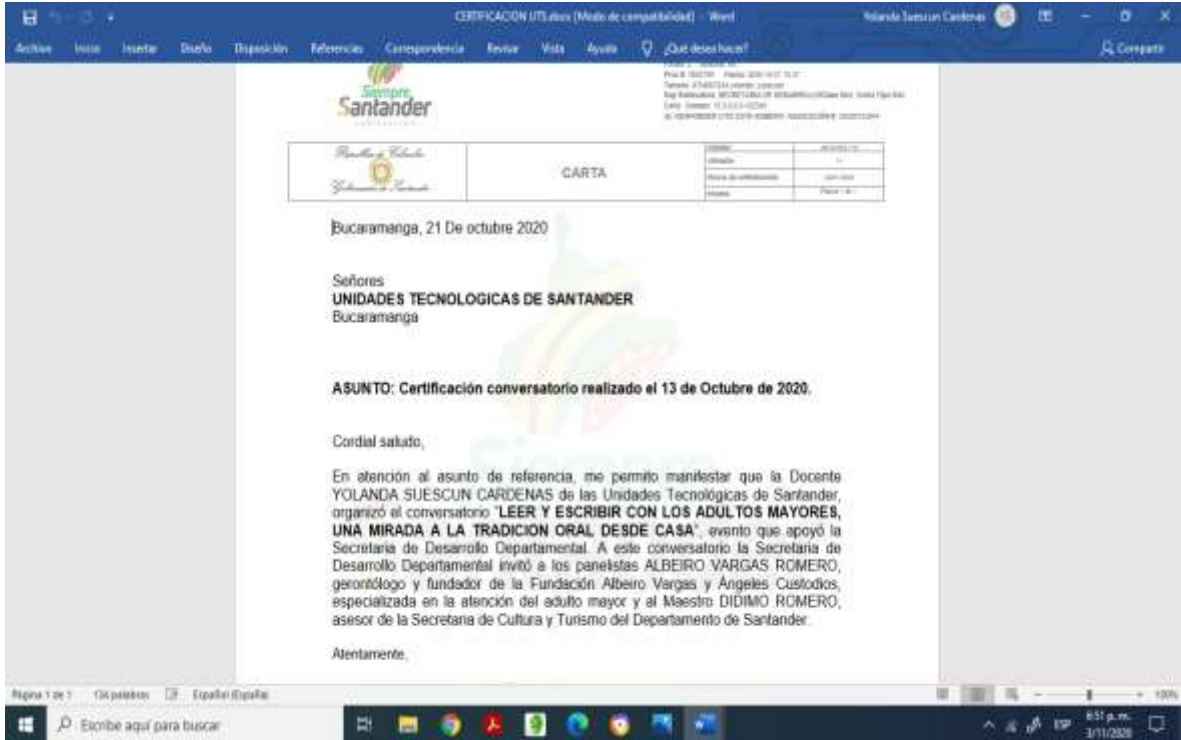 CERTIFICACION UTS.docx [Modo de compatibilidad] - Word
Yolanda Suescun Cardenas
Archivo Inicio Insertar Diseño Disposición Referencias Correspondencia Revisar Vista Ayuda ¿Qué desea hacer? Compartir
Siempre
Santander
República de Colombia
Gobernación de Santander
CARTA
Bucaramanga, 21 De octubre 2020
Señores
UNIDADES TECNOLOGICAS DE SANTANDER
Bucaramanga
ASUNTO: Certificación conversatorio realizado el 13 de Octubre de 2020.
Cordial saludo,
En atención al asunto de referencia, me permito manifestar que la Docente
YOLANDA SUESCUN CARDENAS de las Unidades Tecnológicas de Santander,
organizó el conversatorio "LEER Y ESCRIBIR CON LOS ADULTOS MAYORES,
UNA MIRADA A LA TRADICION ORAL DESDE CASA", evento que apoyó la
Secretaria de Desarrollo Departamental. A este conversatorio la Secretaria de
Desarrollo Departamental invitó a los panelistas ALBEIRO VARGAS ROMERO,
gerontólogo y fundador de la Fundación Albeiro Vargas y Ángeles Custodios,
especializada en la atención del adulto mayor y al Maestro DIDIMO ROMERO,
asesor de la Secretaria de Cultura y Turismo del Departamento de Santander.
Atentamente,
Página 1 de 1 134 palabras Español (España) 100%
Escribe aquí para buscar
ESP
6:51 p.m.
3/11/2020